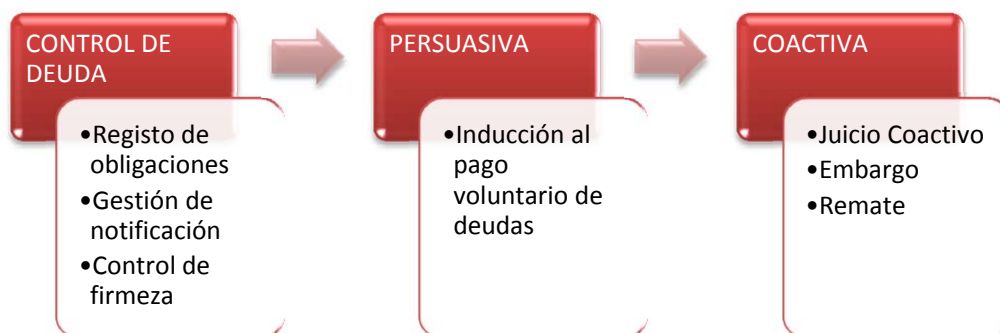 CONTROL DE
DEUDA
•Registo de
obligaciones
•Gestión de
notificación
•Control de
firmeza
PERSUASIVA
•Inducción al
pago
voluntario de
deudas
COACTIVA
•Juicio Coactivo
•Embargo
•Remate